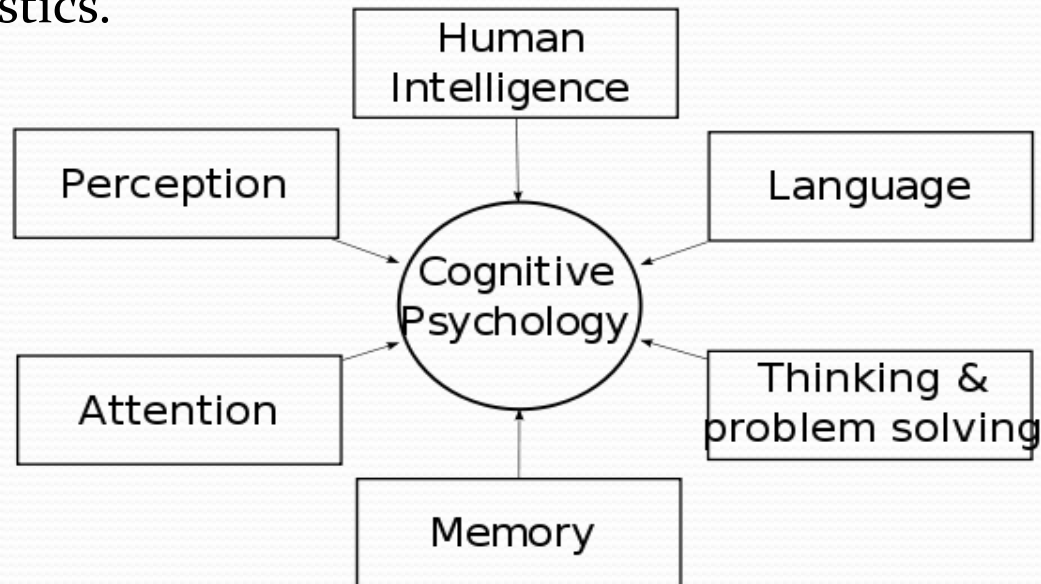 stics.
Human
Intelligence
Perception
Language
Cognitive
Psychology
Attention
Thinking &
problem solving
Memory